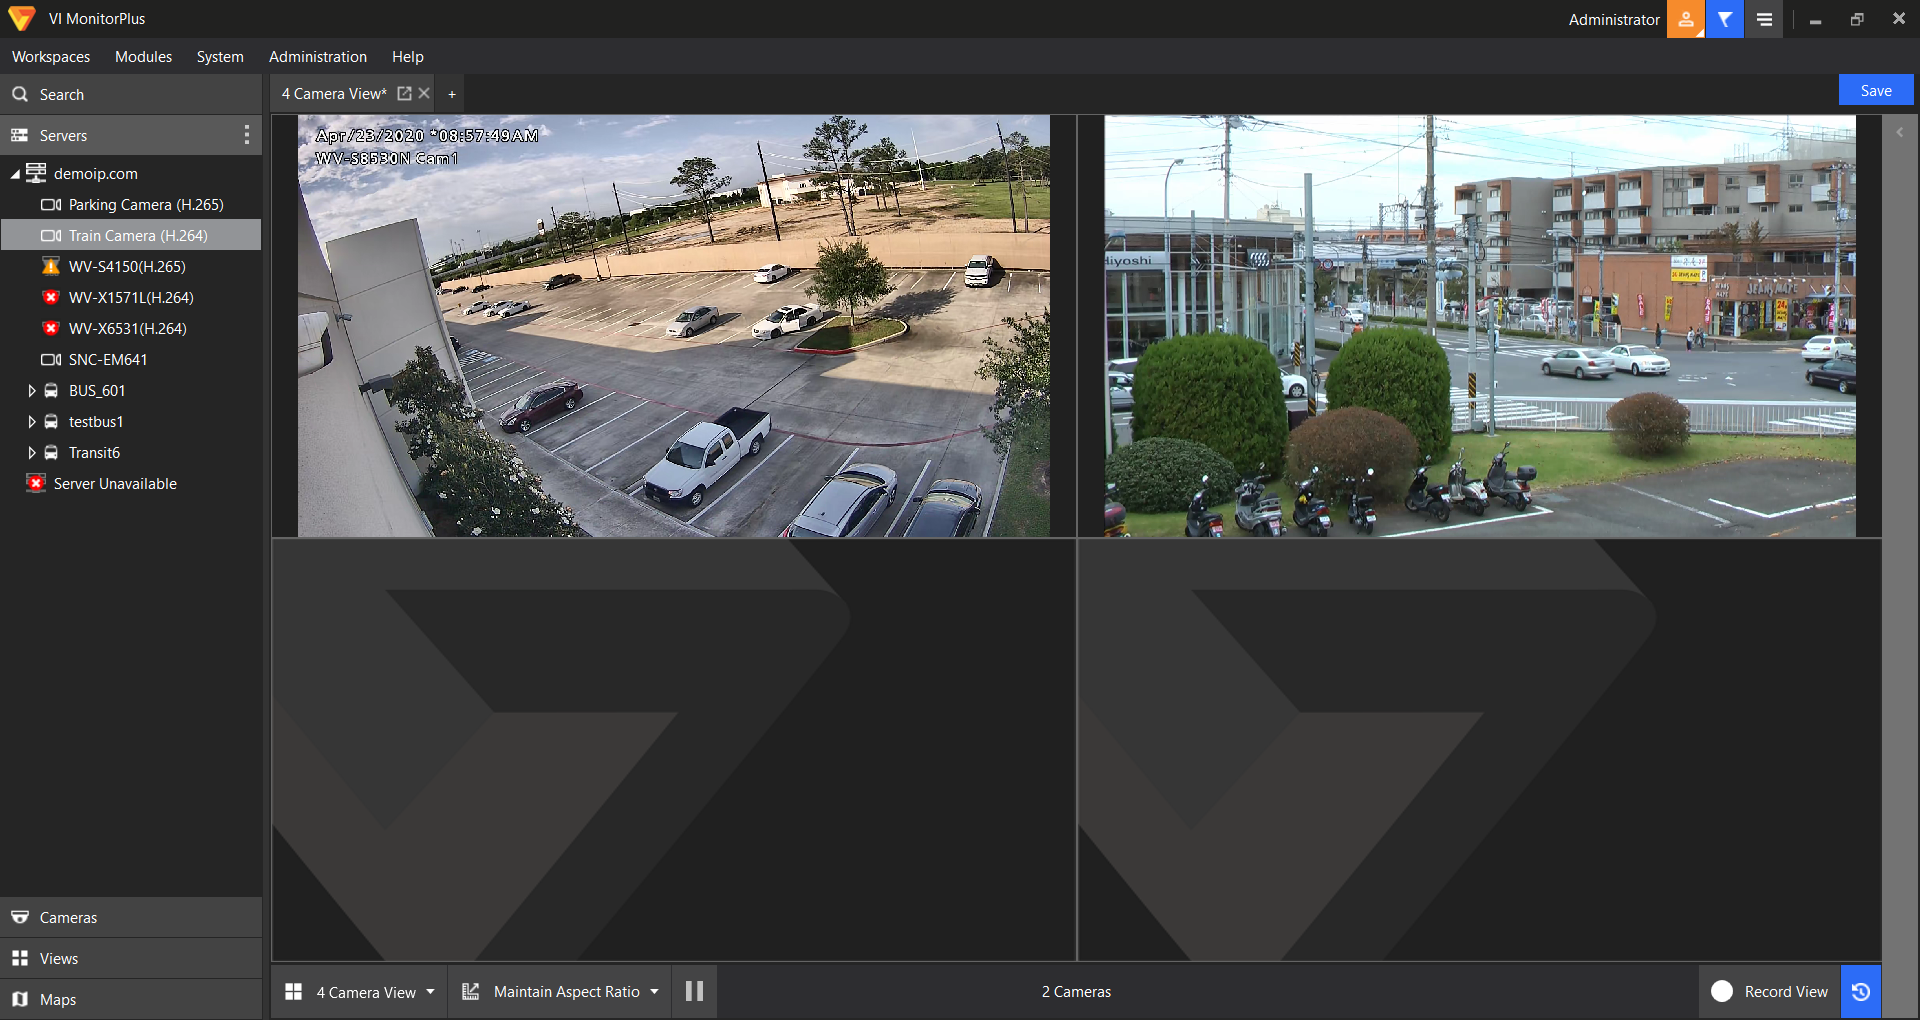 VI MonitorPlus
Administrator
Workspaces Modules System Administration Help
Search
4 Camera View*
+
Save
Servers
demoip.com
Parking Camera (H.265)
Train Camera (H.264)
WV-S4150(H.265)
WV-X1571L(H.264)
WV-X6531(H.264)
SNC-EM641
BUS_601
testbus1
Transit6
Server Unavailable
Apr/23/2020 *08:57:49AM
WV-S8530N Cam1
Hiyoshi
JEANS MATE
Cameras
Views
Maps
4 Camera View
Maintain Aspect Ratio
2 Cameras
Record View